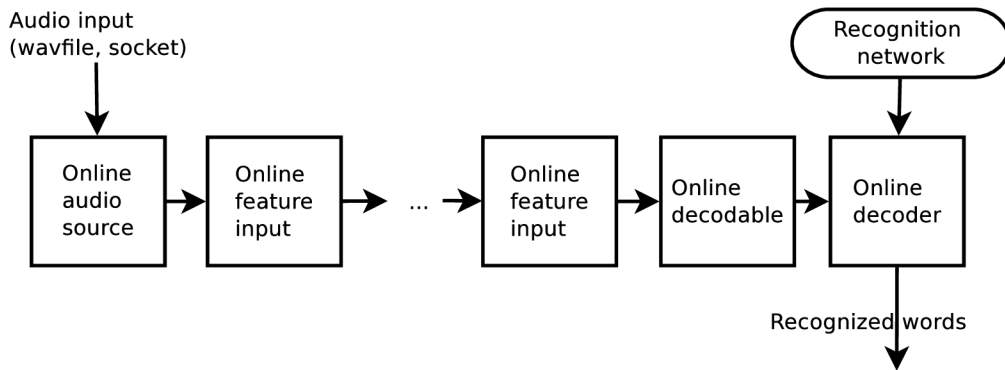 Audio input
(wavfile, socket)
Recognition
network
Online
audio
source
Online
feature
input
...
Online
feature
input
Online
decodable
Online
decoder
Recognized words